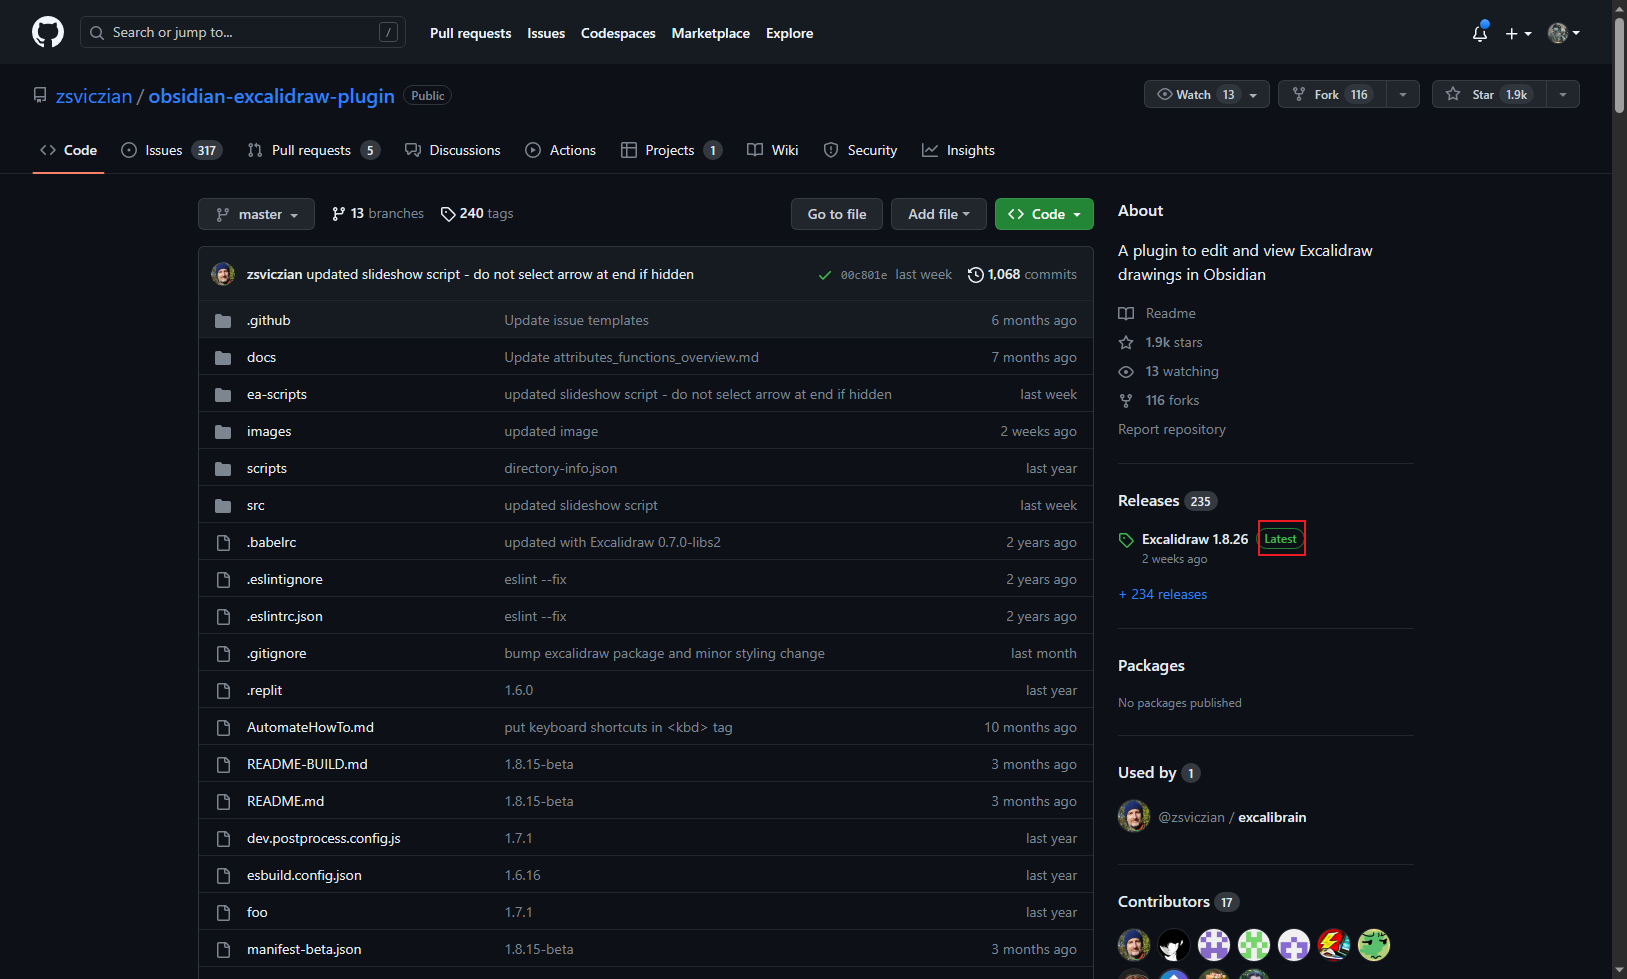 Search or jump to... /
Pull requests Issues Codespaces Marketplace Explore
zsviczian / obsidian-excalidraw-plugin Public
Watch 13 Fork 116 Star 1.9k
Code Issues 317 Pull requests 5 Discussions Actions Projects 1 Wiki Security Insights
master 13 branches 240 tags Go to file Add file Code
zsviczian updated slideshow script - do not select arrow at end if hidden 00c801e last week 1,068 commits
.github Update issue templates 6 months ago
docs Update attributes_functions_overview.md 7 months ago
ea-scripts updated slideshow script - do not select arrow at end if hidden last week
images updated image 2 weeks ago
scripts directory-info.json last year
src updated slideshow script last week
.babelrc updated with Excalidraw 0.7.0-libs2 2 years ago
.eslintignore eslint --fix 2 years ago
.eslintrc.json eslint --fix 2 years ago
.gitignore bump excalidraw package and minor styling change last month
.replit 1.6.0 last year
AutomateHowTo.md put keyboard shortcuts in <kbd> tag 10 months ago
README-BUILD.md 1.8.15-beta 3 months ago
README.md 1.8.15-beta 3 months ago
dev.postprocess.config.js 1.7.1 last year
esbuild.config.json 1.6.16 last year
foo 1.7.1 last year
manifest-beta.json 1.8.15-beta 3 months ago
About
A plugin to edit and view Excalidraw
drawings in Obsidian
Readme
1.9k stars
13 watching
116 forks
Report repository
Releases 235
Excalidraw 1.8.26 Latest
2 weeks ago
+ 234 releases
Packages
No packages published
Used by 1
@zsviczian / excalibrain
Contributors 17